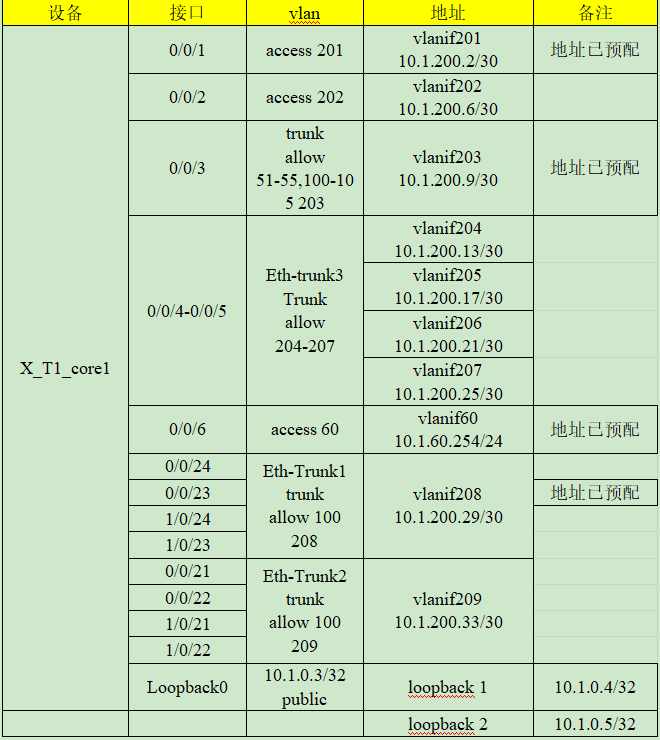 设备 接口 vlan 地址 备注
X_T1_core1
0/0/1 access 201 vlanif201
10.1.200.2/30 地址已预配
0/0/2 access 202 vlanif202
10.1.200.6/30
0/0/3 trunk
allow
51-55,100-10
5 203 vlanif203
10.1.200.9/30 地址已预配
0/0/4-0/0/5 Eth-trunk3
Trunk
allow
204-207
vlanif204
10.1.200.13/30
vlanif205
10.1.200.17/30
vlanif206
10.1.200.21/30
vlanif207
10.1.200.25/30
0/0/6 access 60 vlanif60
10.1.60.254/24 地址已预配
0/0/24
0/0/23
1/0/24
1/0/23
Eth-Trunk1
trunk
allow 100
208
vlanif208
10.1.200.29/30
地址已预配
0/0/21
0/0/22
1/0/21
1/0/22
Eth-Trunk2
trunk
allow 100
209
vlanif209
10.1.200.33/30
Loopback0 10.1.0.3/32
public loopback 1 10.1.0.4/32
loopback 2 10.1.0.5/32